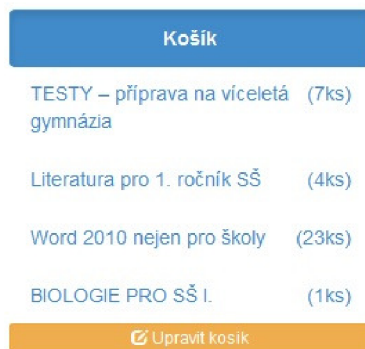 Košík
TESTY – příprava na víceletá (7ks)
gymnázia
Literatura pro 1. ročník SŠ (4ks)
Word 2010 nejen pro školy (23ks)
BIOLOGIE PRO SŠ I. (1ks)
Upravit kosík